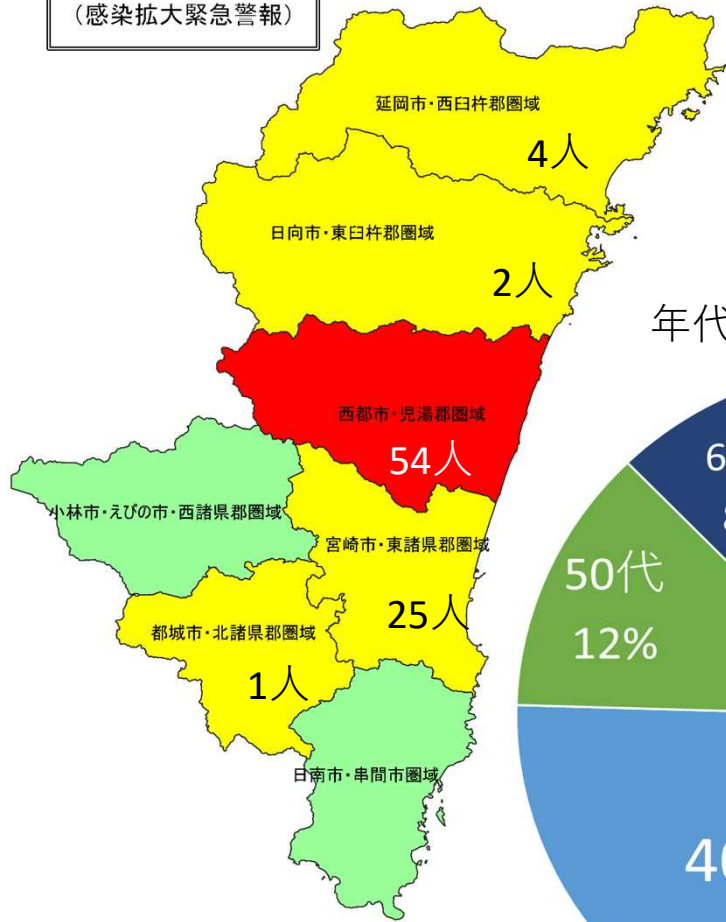 (感染拡大緊急警報)
延岡市・西臼杵郡圏域
4人
日向市・東臼杵郡圏域
2人
西都市・児湯郡圏域
54人
小林市・えびの市・西諸県郡圏域
宮崎市・東諸県郡圏域
25人
都城市・北諸県郡圏域
1人
日南市・串間市圏域
年代
50代
12%